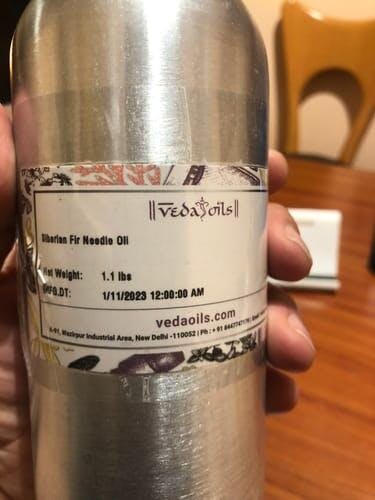 ||vedaoils||
Siberian Fir Needle Oil
Net Weight: 1.1 lbs
MFG.DT: 1/11/2023 12:00:00 AM
vedaoils.com
Wazirpur Industrial Area, New Delhi -110052 | Ph : + 91